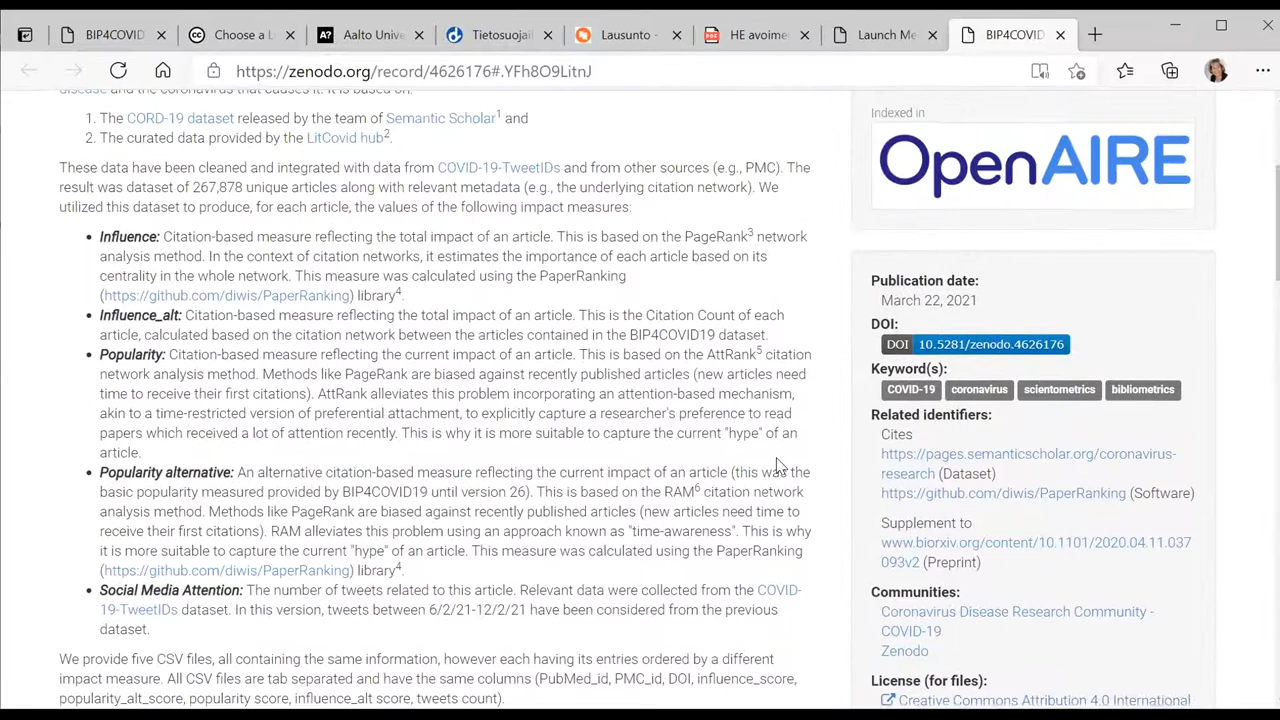 BIP4COVID
Choose a L
Aalto Unive
Tietosuojail
Lausunto -
HE avoime
Launch Me
BIP4COVID
https://zenodo.org/record/4626176#.YFh8O9LitnJ
disease and the coronavirus that causes it. It is based on:
1. The CORD-19 dataset released by the team of Semantic Scholar1 and
2. The curated data provided by the LitCovid hub2.
These data have been cleaned and integrated with data from COVID-19-TweetIDs and from other sources (e.g., PMC). The
result was dataset of 267,878 unique articles along with relevant metadata (e.g., the underlying citation network). We
utilized this dataset to produce, for each article, the values of the following impact measures:
• Influence: Citation-based measure reflecting the total impact of an article. This is based on the PageRank3 network
analysis method. In the context of citation networks, it estimates the importance of each article based on its
centrality in the whole network. This measure was calculated using the PaperRanking
(https://github.com/diwis/PaperRanking) library4.
• Influence_alt: Citation-based measure reflecting the total impact of an article. This is the Citation Count of each
article, calculated based on the citation network between the articles contained in the BIP4COVID19 dataset.
• Popularity: Citation-based measure reflecting the current impact of an article. This is based on the AttRank5 citation
network analysis method. Methods like PageRank are biased against recently published articles (new articles need
time to receive their first citations). AttRank alleviates this problem incorporating an attention-based mechanism,
akin to a time-restricted version of preferential attachment, to explicitly capture a researcher's preference to read
papers which received a lot of attention recently. This is why it is more suitable to capture the current "hype" of an
article.
• Popularity alternative: An alternative citation-based measure reflecting the current impact of an article (this was the
basic popularity measured provided by BIP4COVID19 until version 26). This is based on the RAM6 citation network
analysis method. Methods like PageRank are biased against recently published articles (new articles need time to
receive their first citations). RAM alleviates this problem using an approach known as "time-awareness". This is why
it is more suitable to capture the current "hype" of an article. This measure was calculated using the PaperRanking
(https://github.com/diwis/PaperRanking) library4.
• Social Media Attention: The number of tweets related to this article. Relevant data were collected from the COVID-
19-TweetIDs dataset. In this version, tweets between 6/2/21-12/2/21 have been considered from the previous
dataset.
We provide five CSV files, all containing the same information, however each having its entries ordered by a different
impact measure. All CSV files are tab separated and have the same columns (PubMed_id, PMC_id, DOI, influence_score,
popularity_alt_score, popularity score, influence_alt score, tweets count).
Indexed in
OpenAIRE
Publication date:
March 22, 2021
DOI:
DOI 10.5281/zenodo.4626176
Keyword(s):
COVID-19 coronavirus scientometrics bibliometrics
Related identifiers:
Cites
https://pages.semanticscholar.org/coronavirus-
research (Dataset)
https://github.com/diwis/PaperRanking (Software)
Supplement to
www.biorxiv.org/content/10.1101/2020.04.11.037
093v2 (Preprint)
Communities:
Coronavirus Disease Research Community -
COVID-19
Zenodo
License (for files):
Creative Commons Attribution 4.0 International